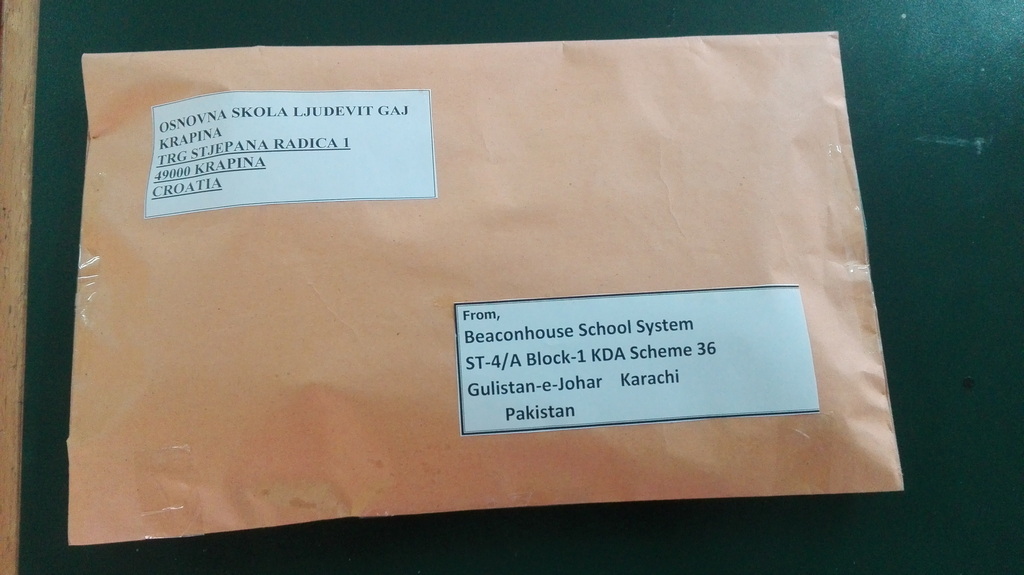 OSNOVNA SKOLA LJUDEVIT GAJ
KRAPINA
TRG STJEPANA RADICA 1
49000 KRAPINA
CROATIA
From,
Beaconhouse School System
ST-4/A Block-1 KDA Scheme 36
Gulistan-e-Johar Karachi
Pakistan